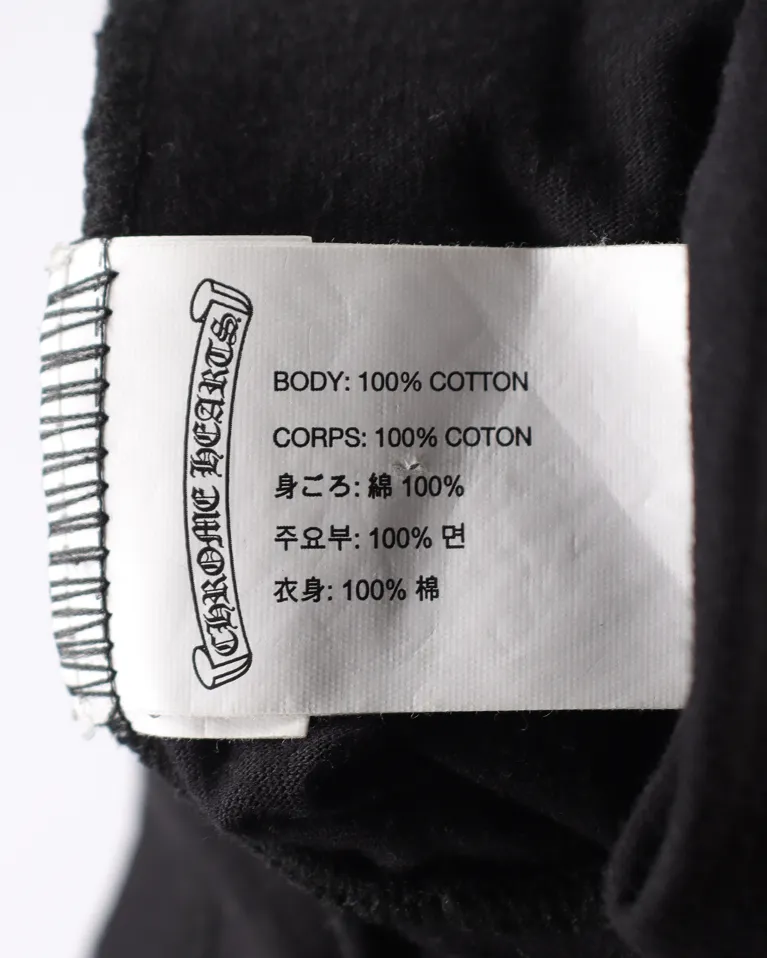 CHROME HEARTS
BODY: 100% COTTON
CORPS: 100% COTON
身ごろ: 綿 100%
주요부: 100% 면
衣身: 100% 棉